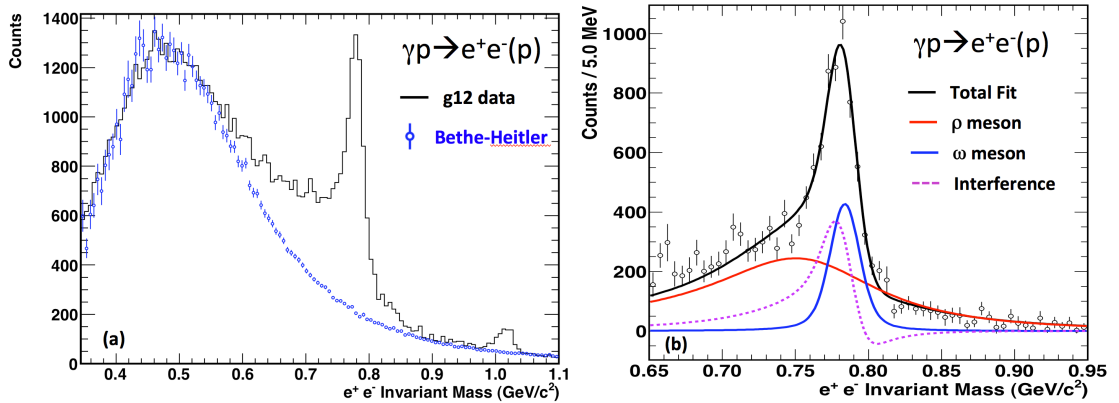 Counts
1400
1200
1000
800
600
400
200
0
γp→e⁺e⁻(p)
g12 data
Bethe-Heitler
(a)
0.4 0.5 0.6 0.7 0.8 0.9 1.0 1.1
e⁺ e⁻ Invariant Mass (GeV/c²)
Counts / 5.0 MeV
1000
800
600
400
200
0
γp→e⁺e⁻(p)
Total Fit
ρ meson
ω meson
Interference
(b)
0.65 0.70 0.75 0.80 0.85 0.90 0.95
e⁺ e⁻ Invariant Mass (GeV/c²)